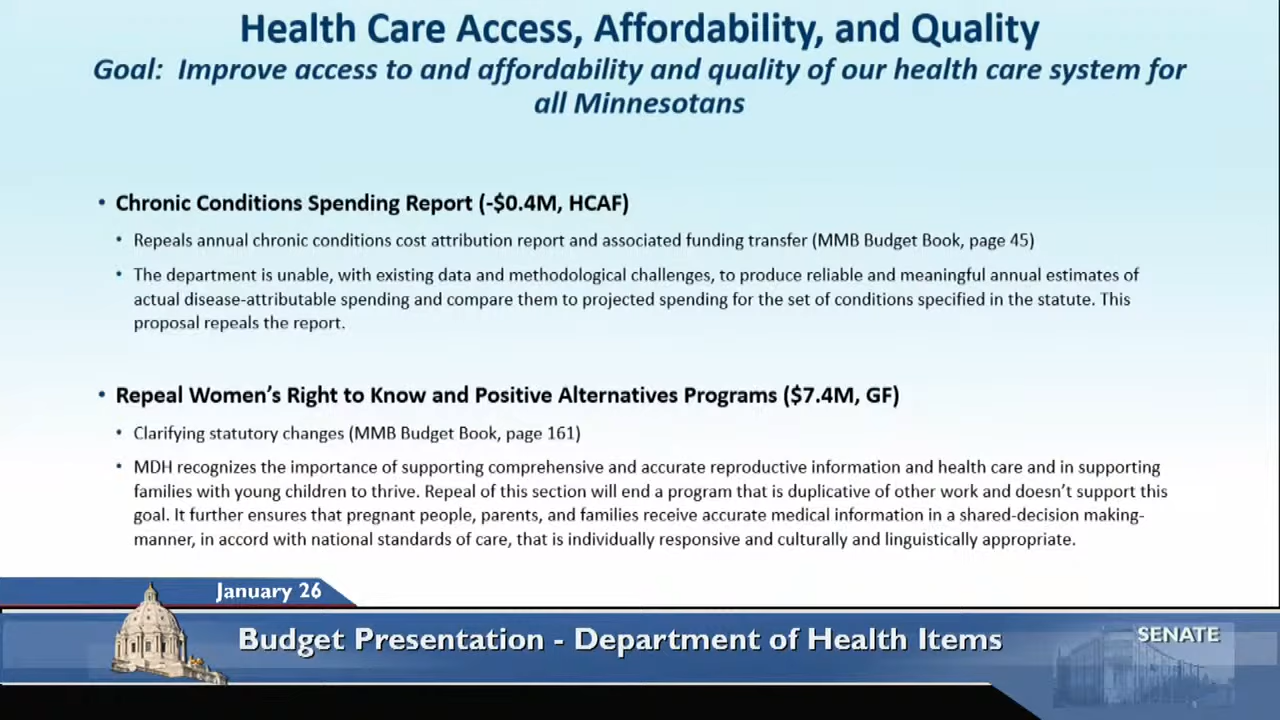 Health Care Access, Affordability, and Quality
Goal:  Improve access to and affordability and quality of our health care system for
all Minnesotans
• Chronic Conditions Spending Report (-$0.4M, HCAF)
• Repeals annual chronic conditions cost attribution report and associated funding transfer (MMB Budget Book, page 45)
• The department is unable, with existing data and methodological challenges, to produce reliable and meaningful annual estimates of
actual disease-attributable spending and compare them to projected spending for the set of conditions specified in the statute. This
proposal repeals the report.
• Repeal Women’s Right to Know and Positive Alternatives Programs ($7.4M, GF)
• Clarifying statutory changes (MMB Budget Book, page 161)
• MDH recognizes the importance of supporting comprehensive and accurate reproductive information and health care and in supporting
families with young children to thrive. Repeal of this section will end a program that is duplicative of other work and doesn’t support this
goal. It further ensures that pregnant people, parents, and families receive accurate medical information in a shared-decision making-
manner, in accord with national standards of care, that is individually responsive and culturally and linguistically appropriate.
January 26
Budget Presentation - Department of Health Items
SENATE